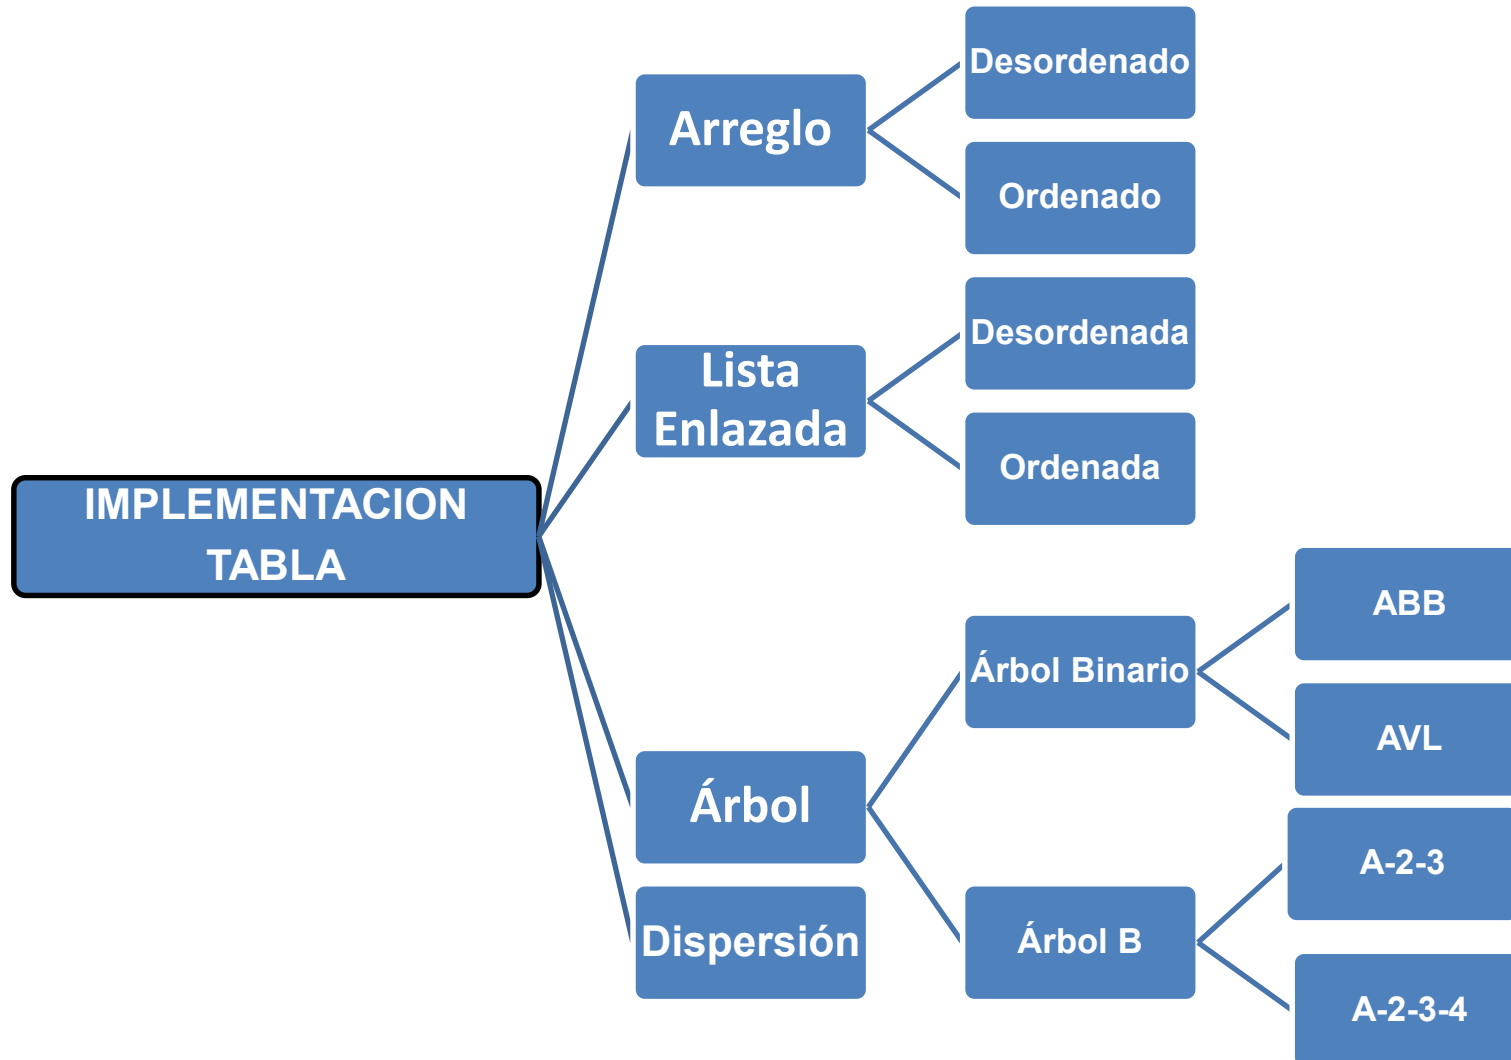 IMPLEMENTACION
TABLA
Arreglo
Desordenado
Ordenado
Lista
Enlazada
Desordenada
Ordenada
Árbol
Árbol Binario
ABB
AVL
Árbol B
A-2-3
A-2-3-4
Dispersión